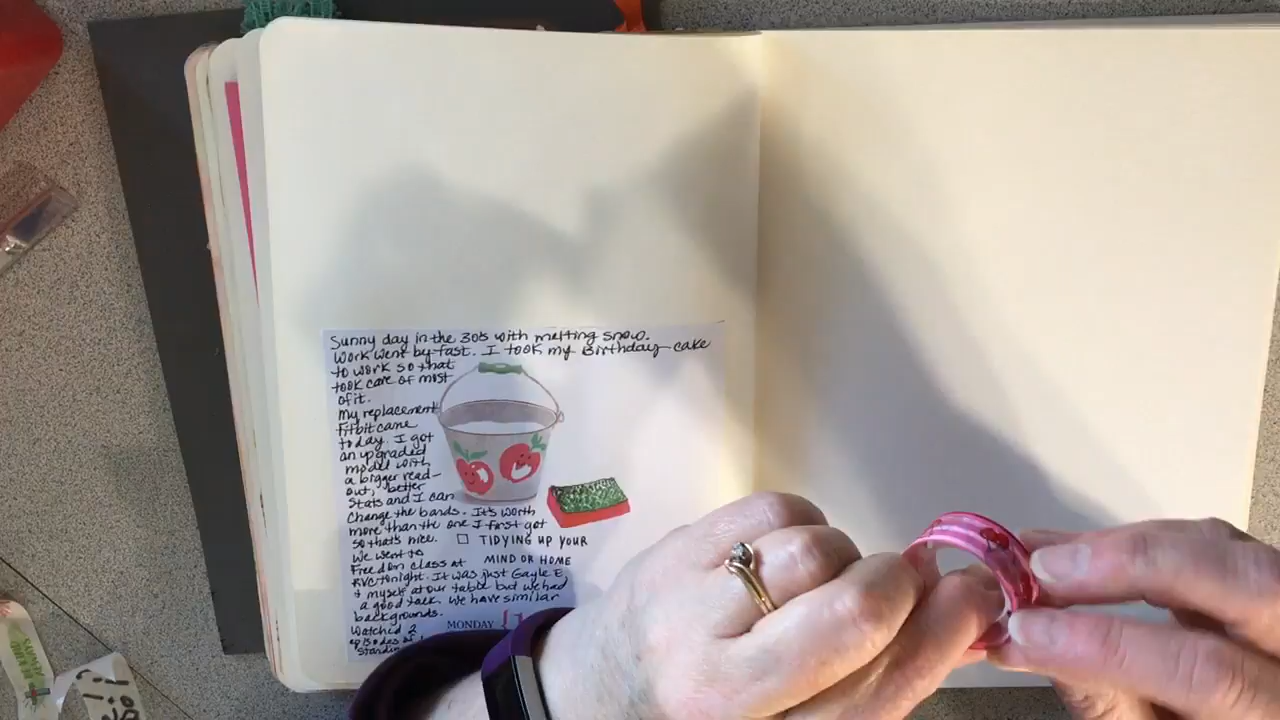 Sunny day in the 30's with melting snow.
Work went by fast. I took my Birthday cake
to work so that
took care of most
of it.
My replacement
Fitbit came
today. I got
an upgraded
model with
a bigger read-
out, better
stats and I can
change the bands. It's worth
more than the one I first got
so that's nice.
TIDYING UP YOUR
MIND OR HOME
We went to
Freedom class at
RVC tonight. It was just Gayle E.
+ myself at our table but we had
a good talk. We have similar
backgrounds.
MONDAY
Watched 2
episodes of